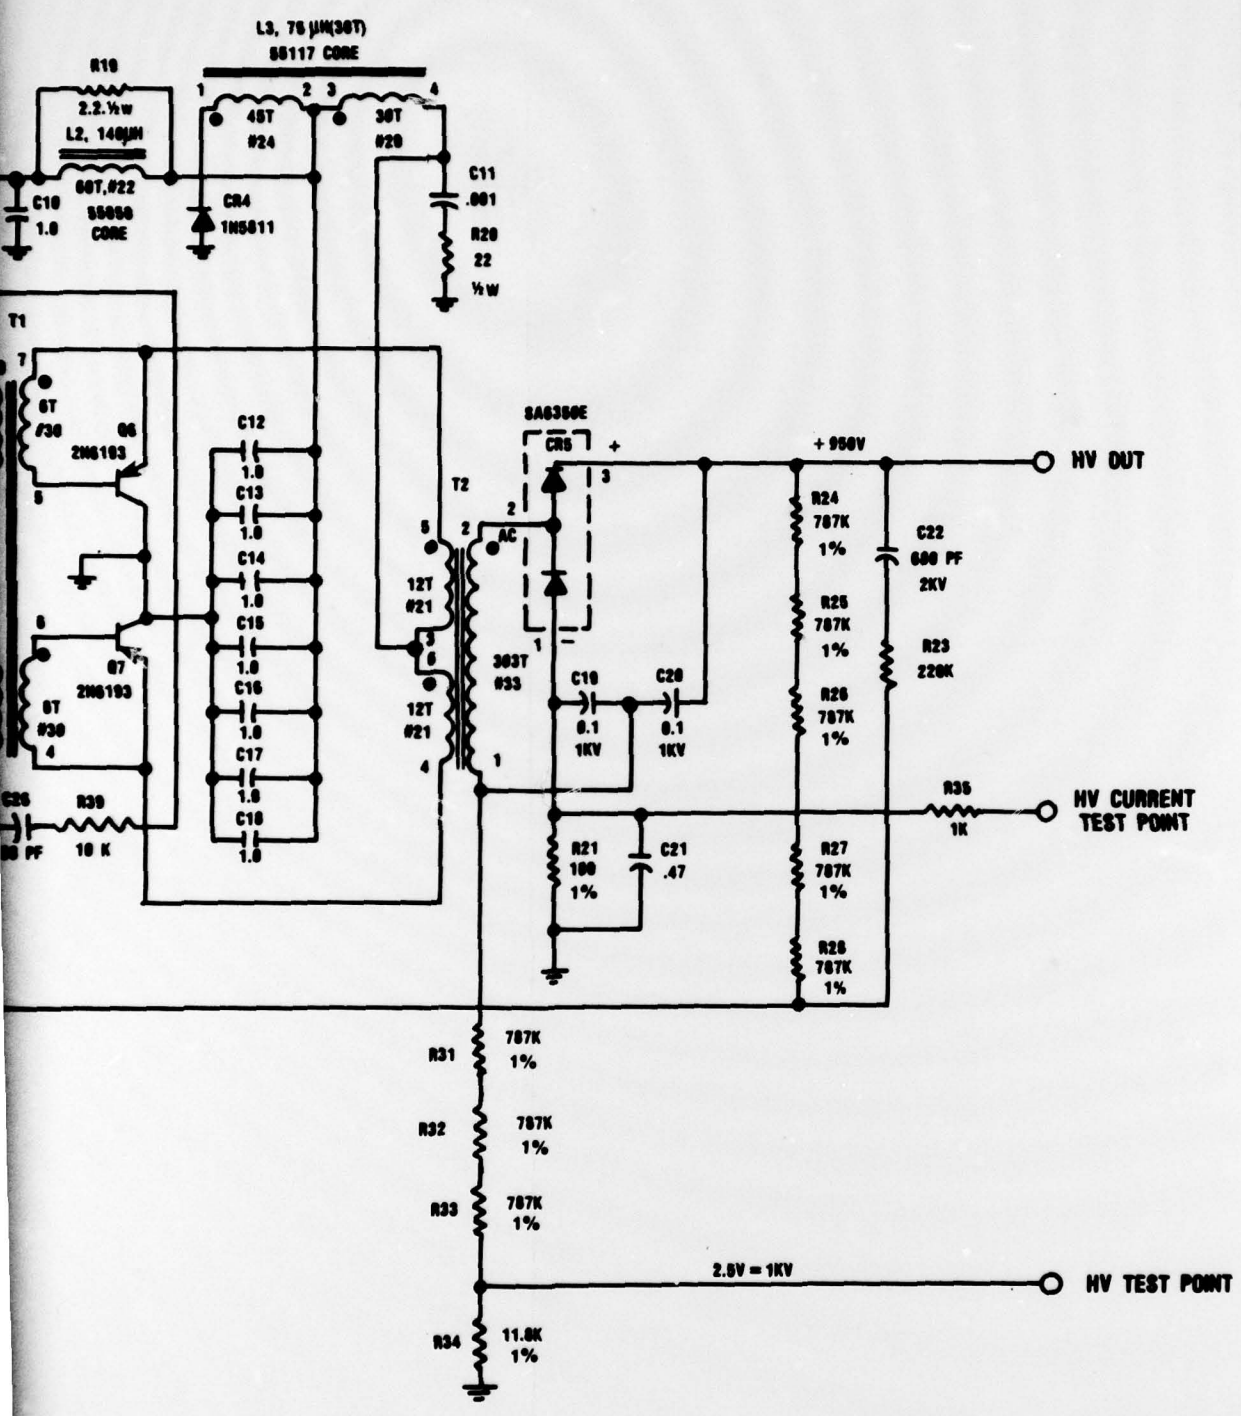 L3, 75 µH(30T)
55117 CORE
R19
2.2.½W
L2, 140µH
60T,#22
55050
CORE
C10
1.0
1
2
3
4
45T
#24
30T
#20
CR4
1N5811
C11
.001
R20
22
½W
T1
7
6T
#30
5
Q6
2N6193
6
Q7
2N6193
6T
#30
4
R39
10 K
PF
C12
1.0
C13
1.0
C14
1.0
C15
1.0
C16
1.0
C17
1.0
C18
1.0
T2
5
12T
#21
3
6
12T
#21
4
2
303T
#33
1
SA6350E
CR5
+
3
2
AC
1
–
C19
0.1
1KV
C20
0.1
1KV
+ 950V
HV OUT
R24
787K
1%
R25
787K
1%
R26
787K
1%
C22
600 PF
2KV
R23
220K
R35
1K
HV CURRENT
TEST POINT
R21
100
1%
C21
.47
R27
787K
1%
R28
787K
1%
R31
787K
1%
R32
787K
1%
R33
787K
1%
2.5V = 1KV
HV TEST POINT
R34
11.8K
1%